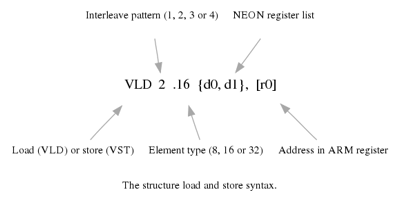 Interleave pattern (1, 2, 3 or 4) NEON register list
VLD 2 .16 {d0, d1}, [r0]
Load (VLD) or store (VST) Element type (8, 16 or 32) Address in ARM register
The structure load and store syntax.